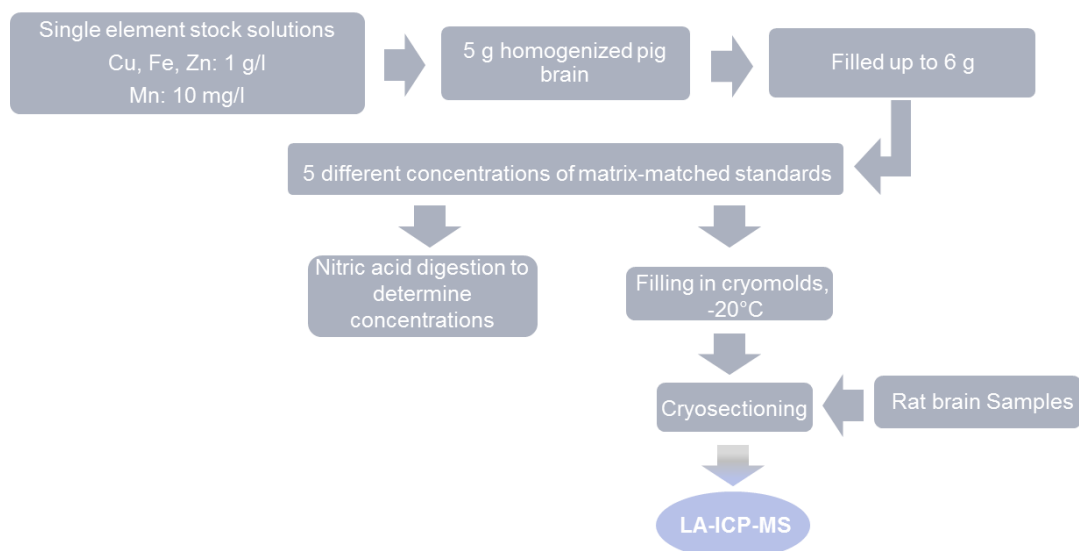 Single element stock solutions
Cu, Fe, Zn: 1 g/l
Mn: 10 mg/l
5 g homogenized pig
brain
Filled up to 6 g
5 different concentrations of matrix-matched standards
Nitric acid digestion to
determine
concentrations
Filling in cryomolds,
-20°C
Cryosectioning
Rat brain Samples
LA-ICP-MS